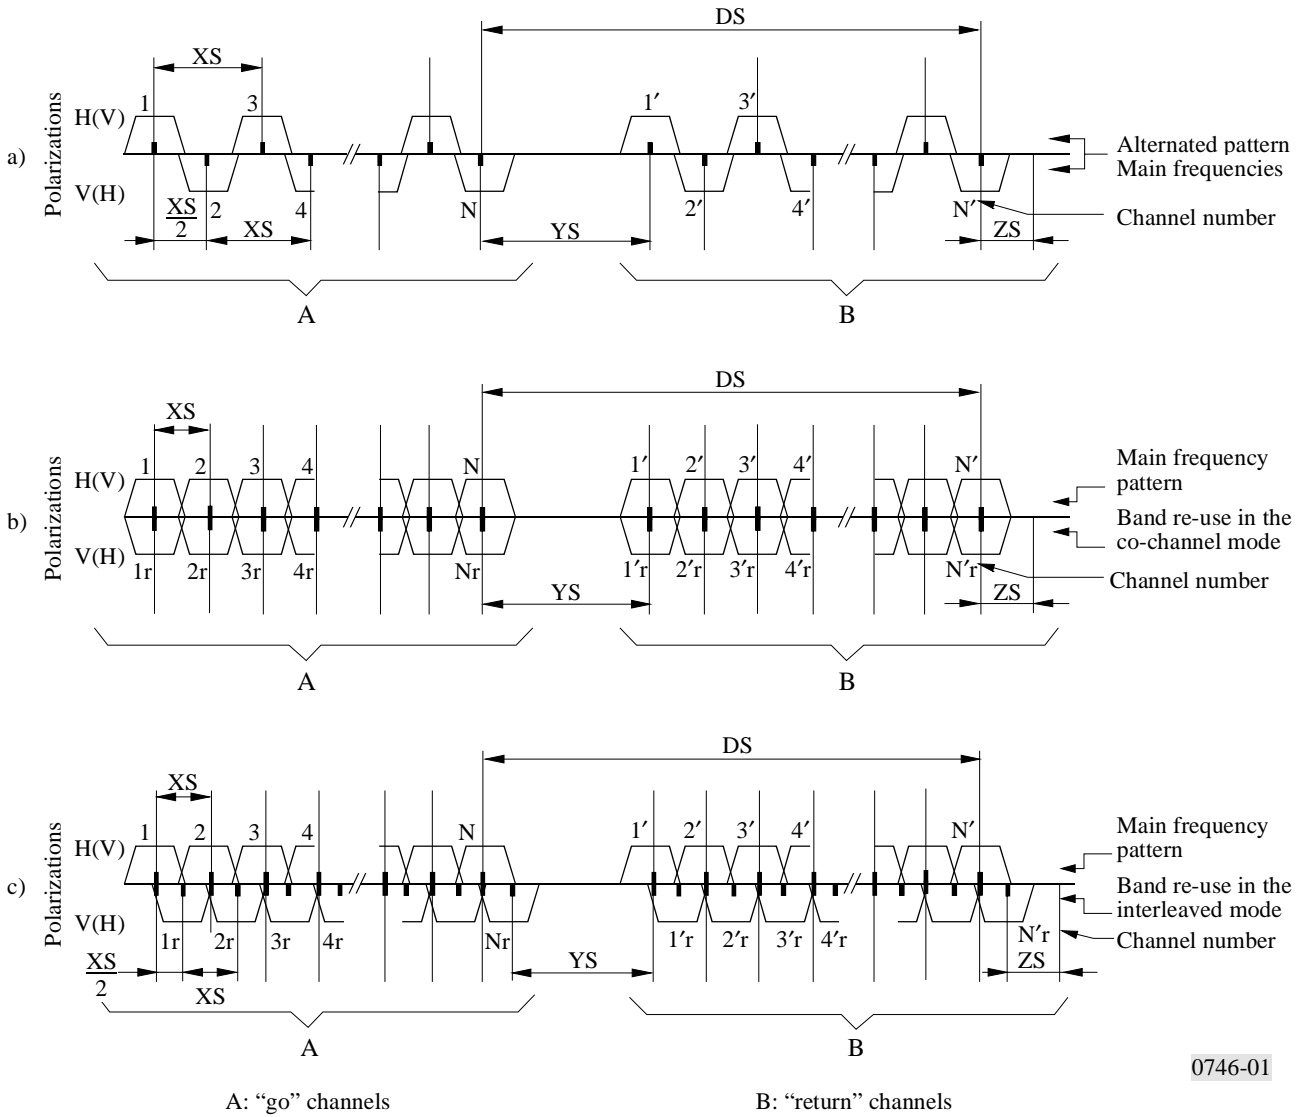 DS
XS
1
3
1′
3′
H(V)
Polarizations
a)
V(H)
Alternated pattern
Main frequencies
XS
2
2
4
N
2′
4′
N′
Channel number
XS
YS
ZS
A
B
DS
XS
1
2
3
4
N
1′
2′
3′
4′
N′
H(V)
Polarizations
b)
V(H)
Main frequency
pattern
Band re-use in the
co-channel mode
1r
2r
3r
4r
Nr
1′r
2′r
3′r
4′r
N′r
Channel number
YS
ZS
A
B
DS
XS
1
2
3
4
N
1′
2′
3′
4′
N′
H(V)
Polarizations
c)
V(H)
Main frequency
pattern
Band re-use in the
interleaved mode
1r
2r
3r
4r
Nr
1′r
2′r
3′r
4′r
N′r
Channel number
XS
2
XS
YS
ZS
A
B
0746-01
A: “go” channels
B: “return” channels